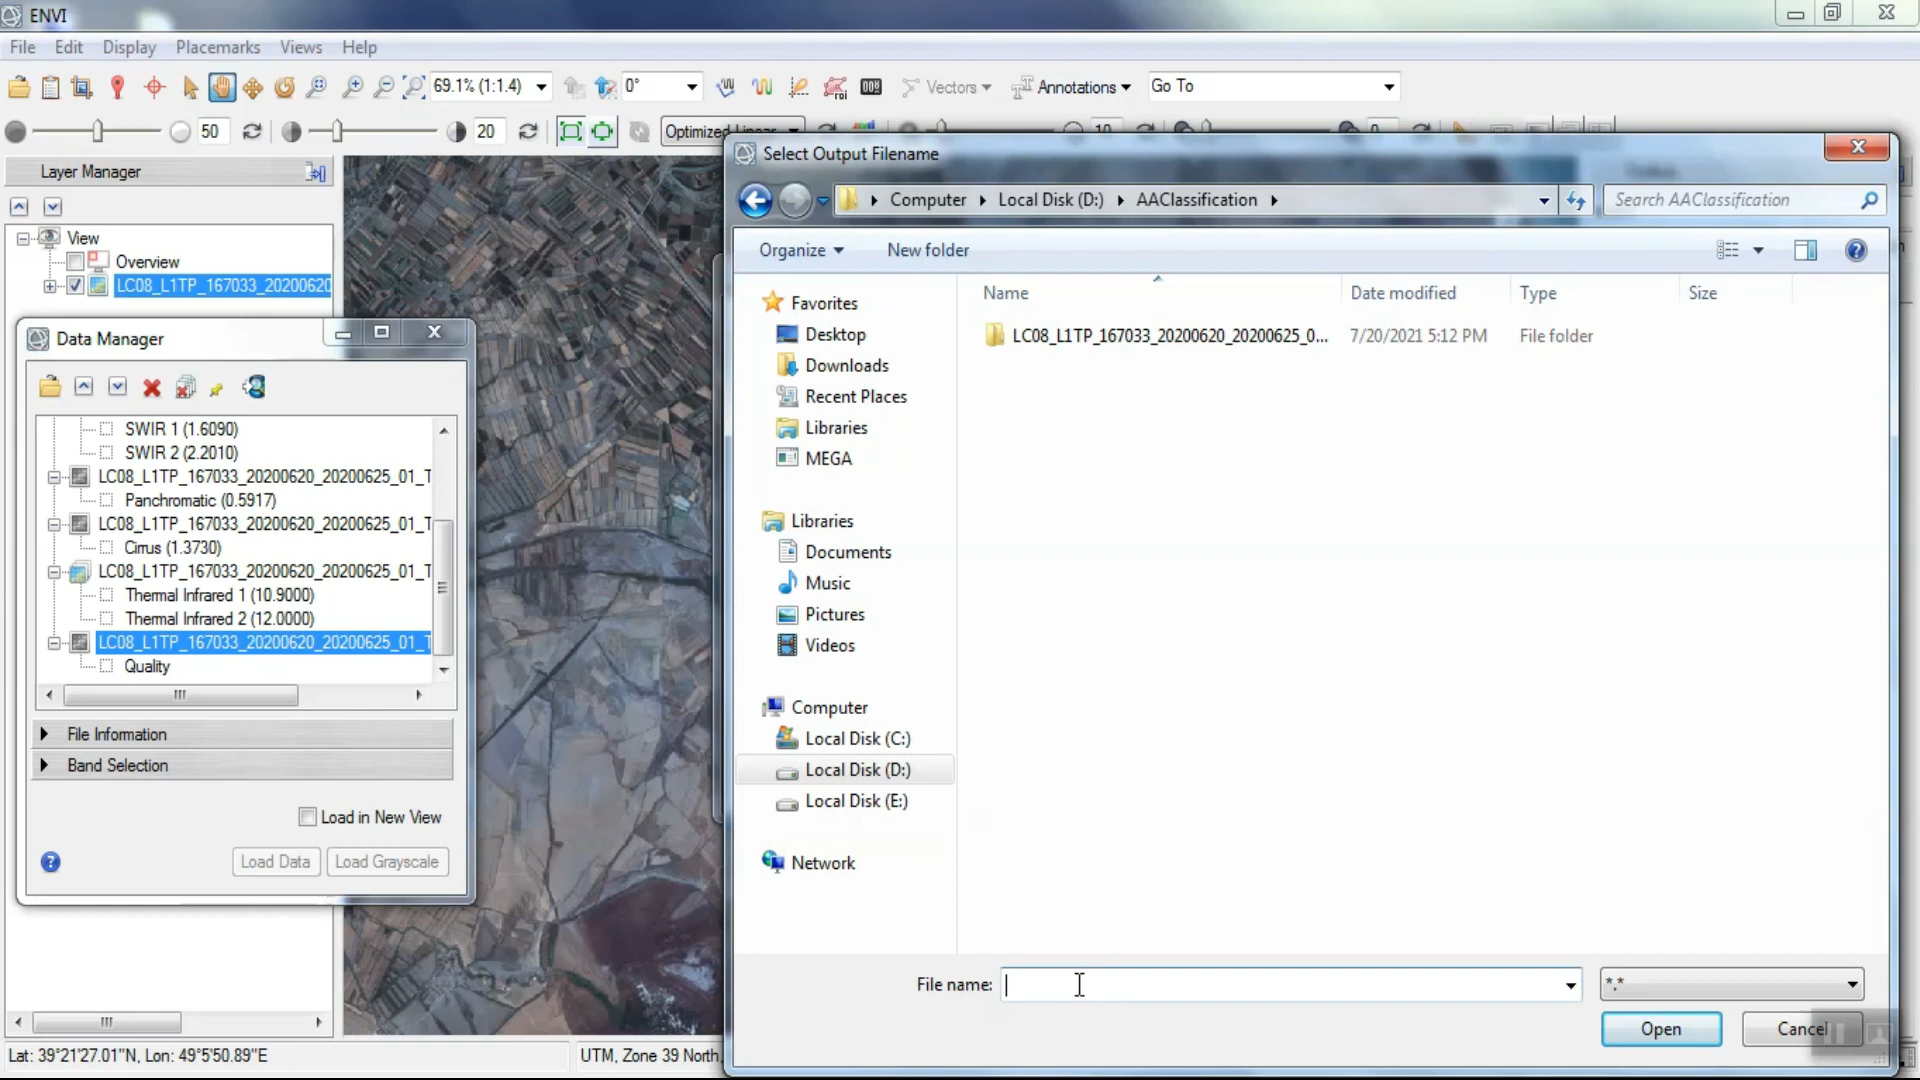 ENVI
File Edit Display Placemarks Views Help
69.1% (1:1.4) 0° Vectors Annotations Go To
50 20 Optimized Linear 10 0
Layer Manager
View
Overview
LC08_L1TP_167033_20200620
Data Manager
SWIR 1 (1.6090)
SWIR 2 (2.2010)
LC08_L1TP_167033_20200620_20200625_01_T
Panchromatic (0.5917)
LC08_L1TP_167033_20200620_20200625_01_T
Cirrus (1.3730)
LC08_L1TP_167033_20200620_20200625_01_T
Thermal Infrared 1 (10.9000)
Thermal Infrared 2 (12.0000)
LC08_L1TP_167033_20200620_20200625_01_T
Quality
File Information
Band Selection
Load in New View
Load Data Load Grayscale
Lat: 39°21'27.01"N, Lon: 49°5'50.89"E
UTM, Zone 39 North,
Select Output Filename
Computer Local Disk (D:) AAClassification
Search AAClassification
Organize New folder
Name Date modified Type Size
LC08_L1TP_167033_20200620_20200625_0... 7/20/2021 5:12 PM File folder
Favorites
Desktop
Downloads
Recent Places
Libraries
MEGA
Libraries
Documents
Music
Pictures
Videos
Computer
Local Disk (C:)
Local Disk (D:)
Local Disk (E:)
Network
File name:
*.*
Open Cancel